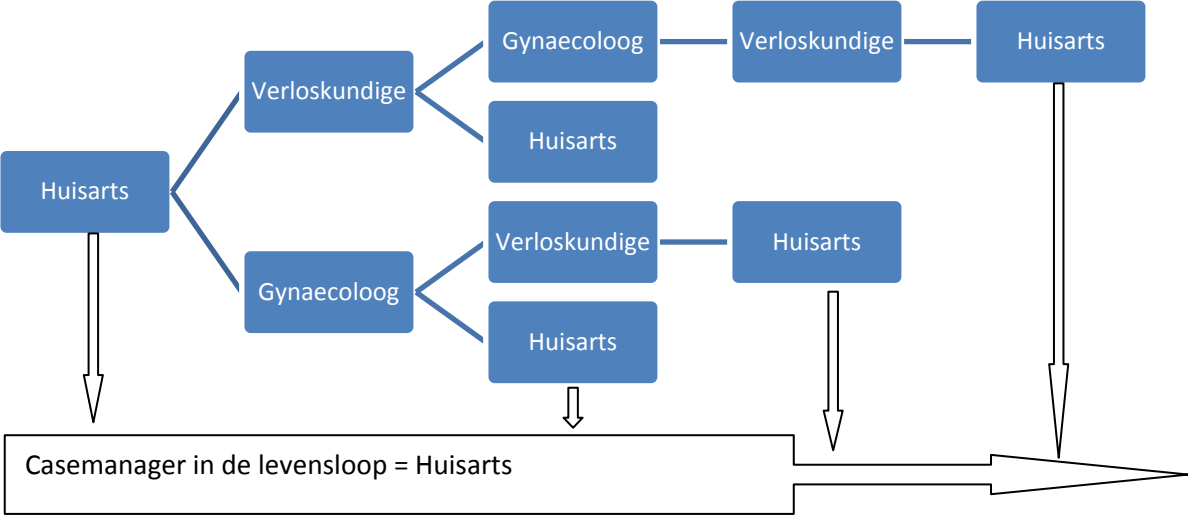 Gynaecoloog
Verloskundige
Huisarts
Verloskundige
Huisarts
Huisarts
Verloskundige
Huisarts
Gynaecoloog
Huisarts
Casemanager in de levensloop = Huisarts